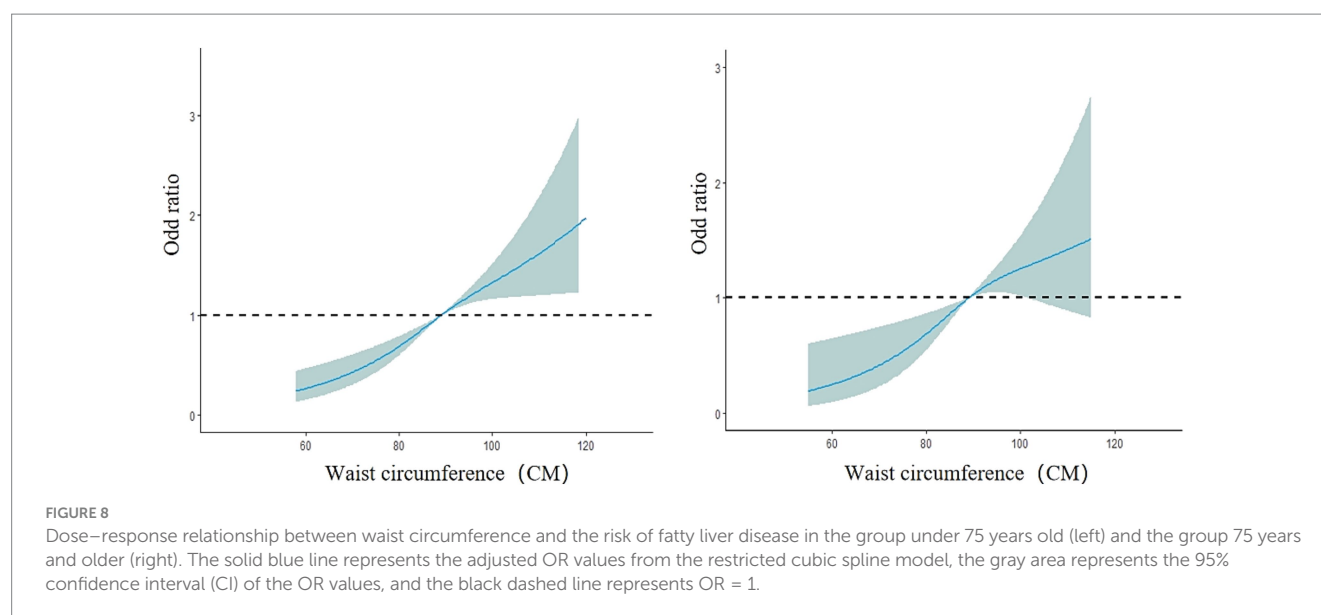 3
2
1
0
Odd ratio
60
80
100
120
Waist circumference (CM)
3
2
1
0
Odd ratio
60
80
100
120
Waist circumference (CM)
FIGURE 8
Dose–response relationship between waist circumference and the risk of fatty liver disease in the group under 75 years old (left) and the group 75 years
and older (right). The solid blue line represents the adjusted OR values from the restricted cubic spline model, the gray area represents the 95%
confidence interval (CI) of the OR values, and the black dashed line represents OR = 1.